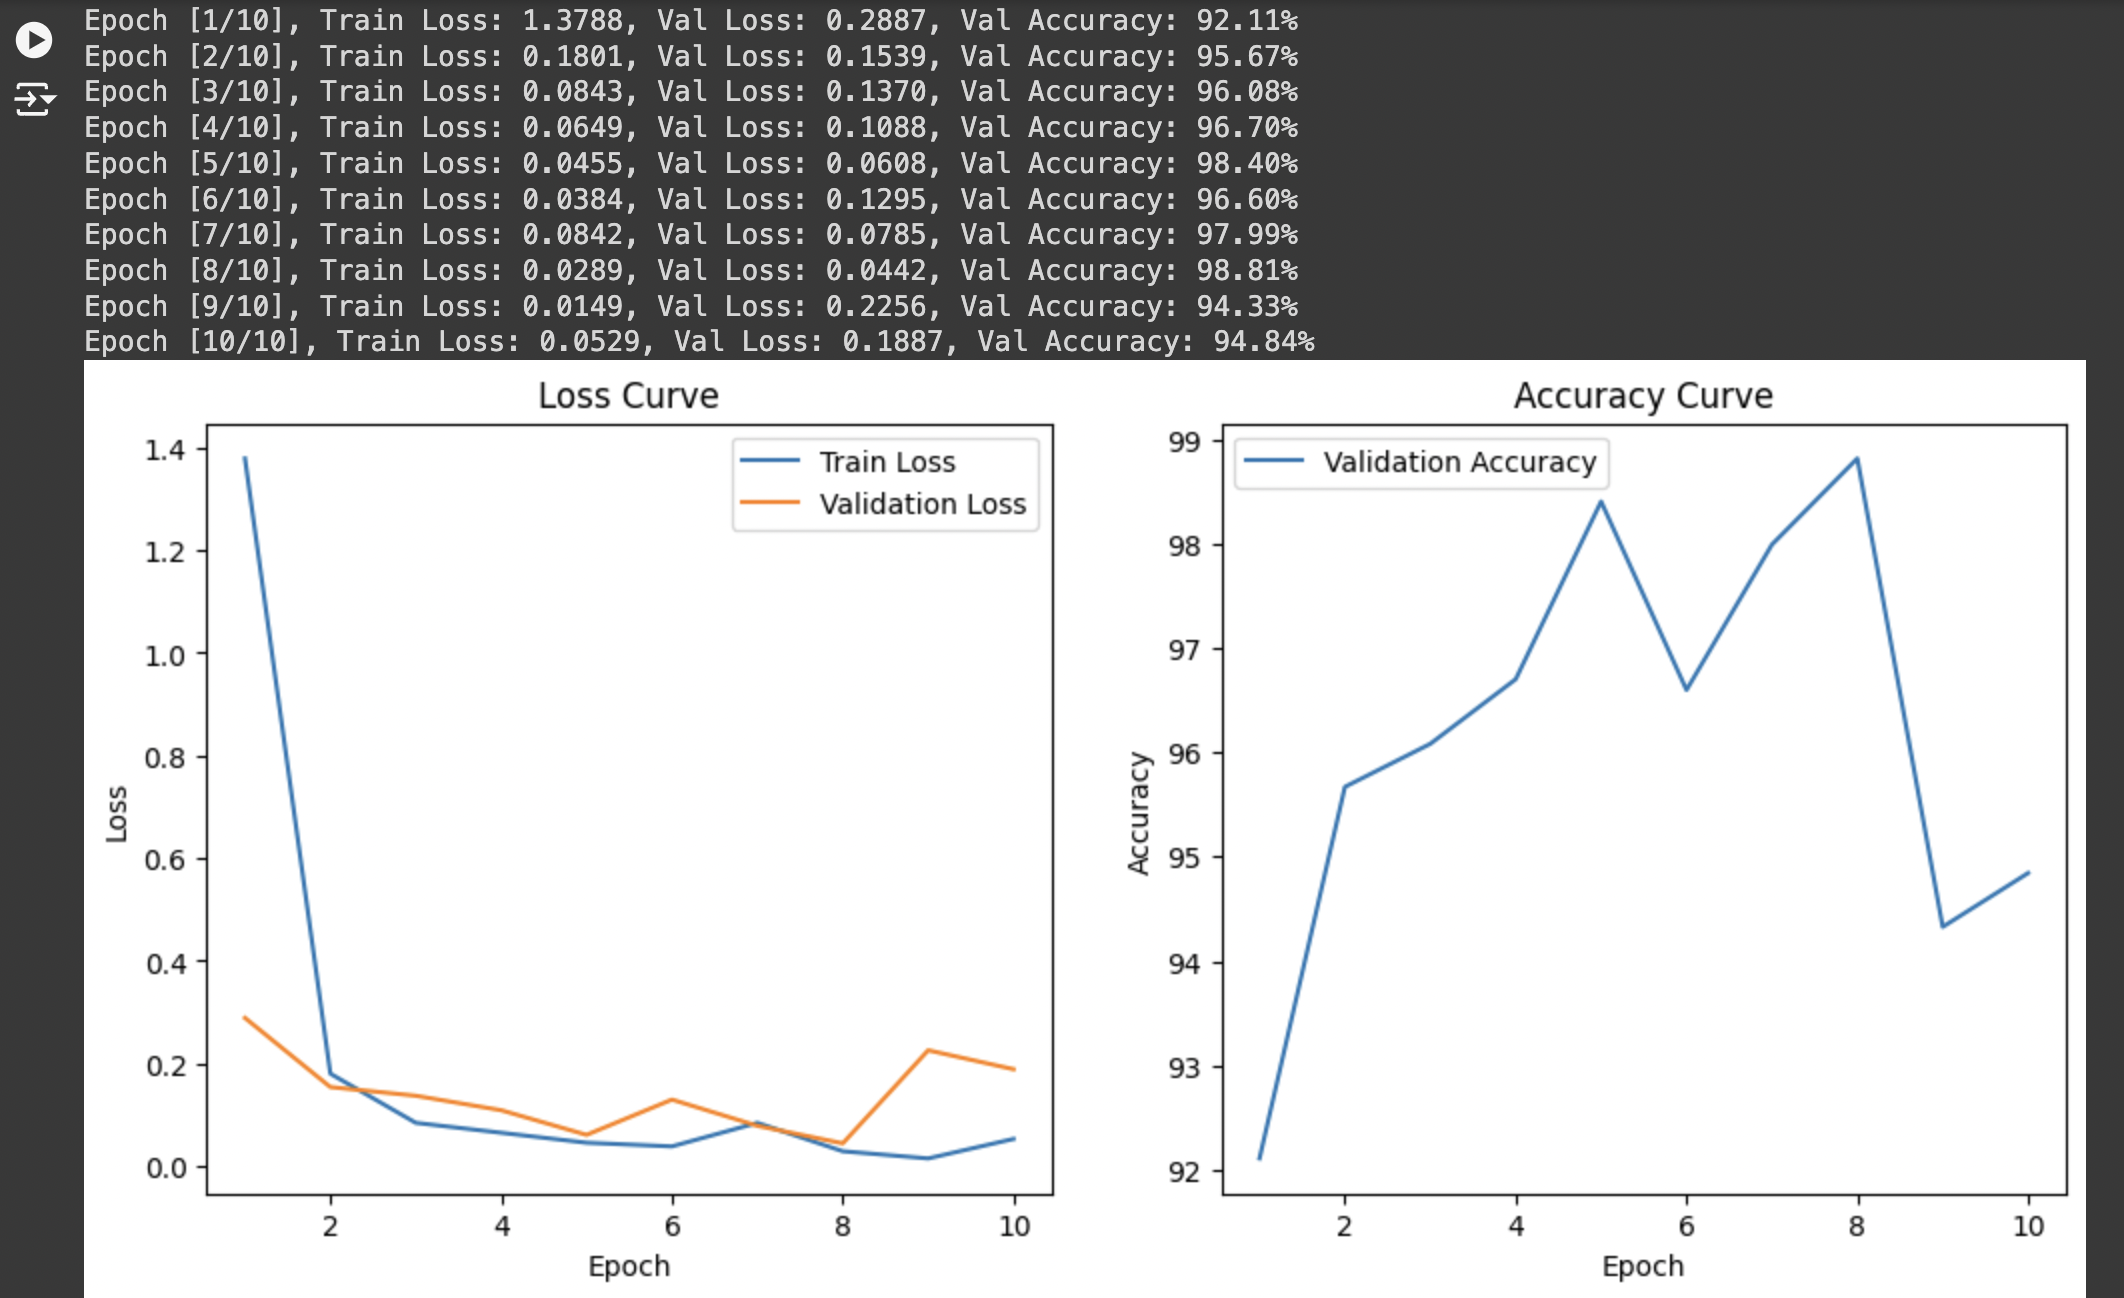 Epoch [1/10], Train Loss: 1.3788, Val Loss: 0.2887, Val Accuracy: 92.11%
Epoch [2/10], Train Loss: 0.1801, Val Loss: 0.1539, Val Accuracy: 95.67%
Epoch [3/10], Train Loss: 0.0843, Val Loss: 0.1370, Val Accuracy: 96.08%
Epoch [4/10], Train Loss: 0.0649, Val Loss: 0.1088, Val Accuracy: 96.70%
Epoch [5/10], Train Loss: 0.0455, Val Loss: 0.0608, Val Accuracy: 98.40%
Epoch [6/10], Train Loss: 0.0384, Val Loss: 0.1295, Val Accuracy: 96.60%
Epoch [7/10], Train Loss: 0.0842, Val Loss: 0.0785, Val Accuracy: 97.99%
Epoch [8/10], Train Loss: 0.0289, Val Loss: 0.0442, Val Accuracy: 98.81%
Epoch [9/10], Train Loss: 0.0149, Val Loss: 0.2256, Val Accuracy: 94.33%
Epoch [10/10], Train Loss: 0.0529, Val Loss: 0.1887, Val Accuracy: 94.84%
Loss Curve
Train Loss
Validation Loss
1.4
1.2
1.0
0.8
0.6
0.4
0.2
0.0
Loss
2 4 6 8 10
Epoch
Accuracy Curve
Validation Accuracy
99
98
97
96
95
94
93
92
Accuracy
2 4 6 8 10
Epoch